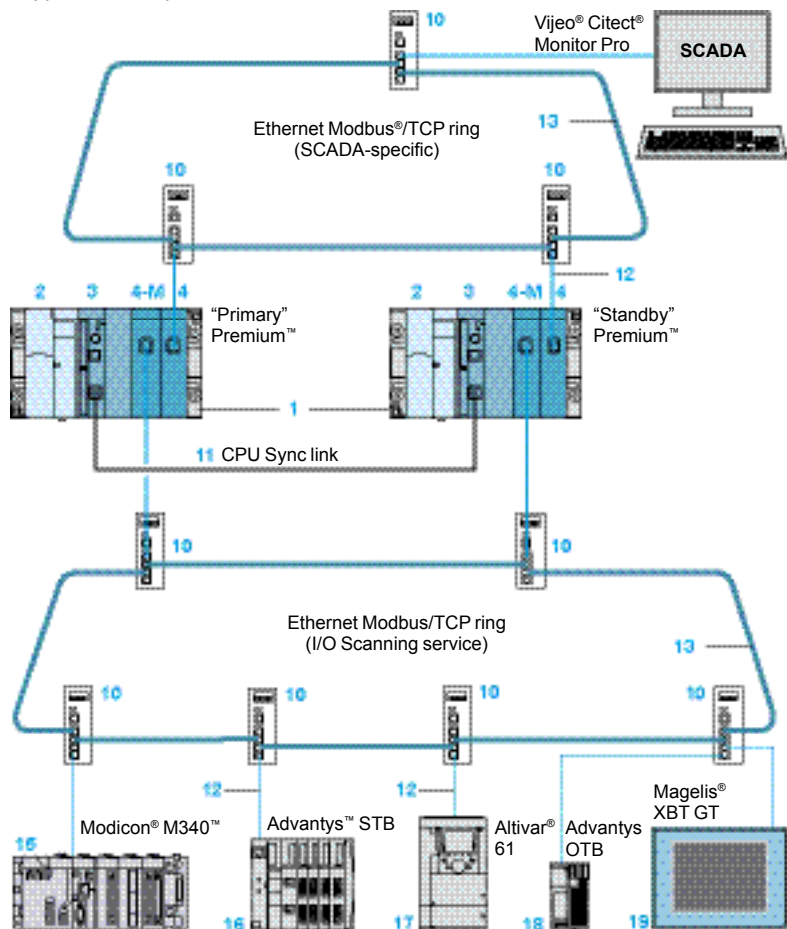 10
Vijeo® Citect®
Monitor Pro
SCADA
Ethernet Modbus®/TCP ring
(SCADA-specific)
13
10
10
12
2 3 4-M 4
"Primary"
Premium™
2 3 4-M 4
"Standby"
Premium™
1
11 CPU Sync link
10
10
Ethernet Modbus/TCP ring
(I/O Scanning service)
13
10
10
10
10
12
12
Modicon® M340™
Advantys™ STB
Altivar®
61
Advantys
OTB
Magelis®
XBT GT
15
16
17
18
19